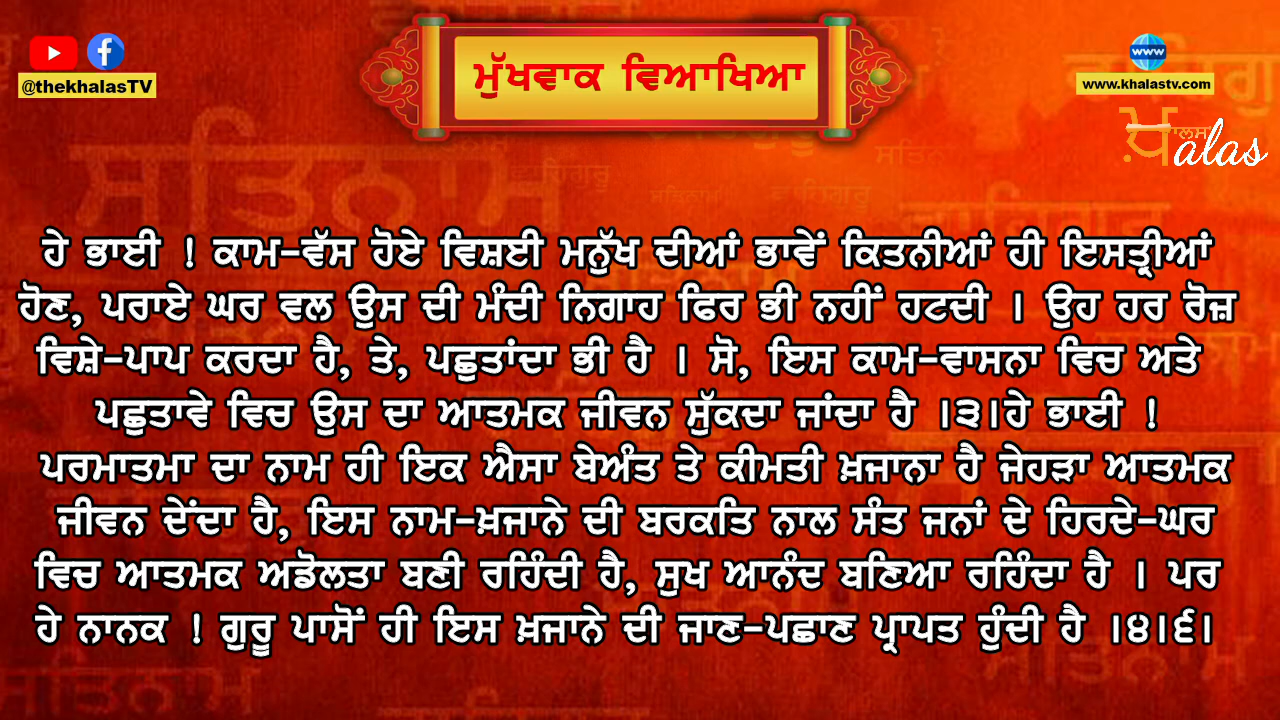 @thekhalasTV
ਮੁੱਖਵਾਕ ਵਿਆਖਿਆ
www.khalastv.com
ਖ਼ਾਲਸ alas
ਹੇ ਭਾਈ ! ਕਾਮ-ਵੱਸ ਹੋਏ ਵਿਸ਼ਈ ਮਨੁੱਖ ਦੀਆਂ ਭਾਵੇਂ ਕਿਤਨੀਆਂ ਹੀ ਇਸਤ੍ਰੀਆਂ
ਹੋਣ, ਪਰਾਏ ਘਰ ਵਲ ਉਸ ਦੀ ਮੰਦੀ ਨਿਗਾਹ ਫਿਰ ਭੀ ਨਹੀਂ ਹਟਦੀ । ਉਹ ਹਰ ਰੋਜ਼
ਵਿਸ਼ੇ-ਪਾਪ ਕਰਦਾ ਹੈ, ਤੇ, ਪਛੁਤਾਂਦਾ ਭੀ ਹੈ । ਸੋ, ਇਸ ਕਾਮ-ਵਾਸਨਾ ਵਿਚ ਅਤੇ
ਪਛੁਤਾਵੇ ਵਿਚ ਉਸ ਦਾ ਆਤਮਕ ਜੀਵਨ ਸੁੱਕਦਾ ਜਾਂਦਾ ਹੈ ।੩।ਹੇ ਭਾਈ !
ਪਰਮਾਤਮਾ ਦਾ ਨਾਮ ਹੀ ਇਕ ਐਸਾ ਬੇਅੰਤ ਤੇ ਕੀਮਤੀ ਖ਼ਜਾਨਾ ਹੈ ਜੇਹੜਾ ਆਤਮਕ
ਜੀਵਨ ਦੇਂਦਾ ਹੈ, ਇਸ ਨਾਮ-ਖ਼ਜਾਨੇ ਦੀ ਬਰਕਤਿ ਨਾਲ ਸੰਤ ਜਨਾਂ ਦੇ ਹਿਰਦੇ-ਘਰ
ਵਿਚ ਆਤਮਕ ਅਡੋਲਤਾ ਬਣੀ ਰਹਿੰਦੀ ਹੈ, ਸੁਖ ਆਨੰਦ ਬਣਿਆ ਰਹਿੰਦਾ ਹੈ । ਪਰ
ਹੇ ਨਾਨਕ ! ਗੁਰੂ ਪਾਸੋਂ ਹੀ ਇਸ ਖ਼ਜਾਨੇ ਦੀ ਜਾਣ-ਪਛਾਣ ਪ੍ਰਾਪਤ ਹੁੰਦੀ ਹੈ ।੪।੬।